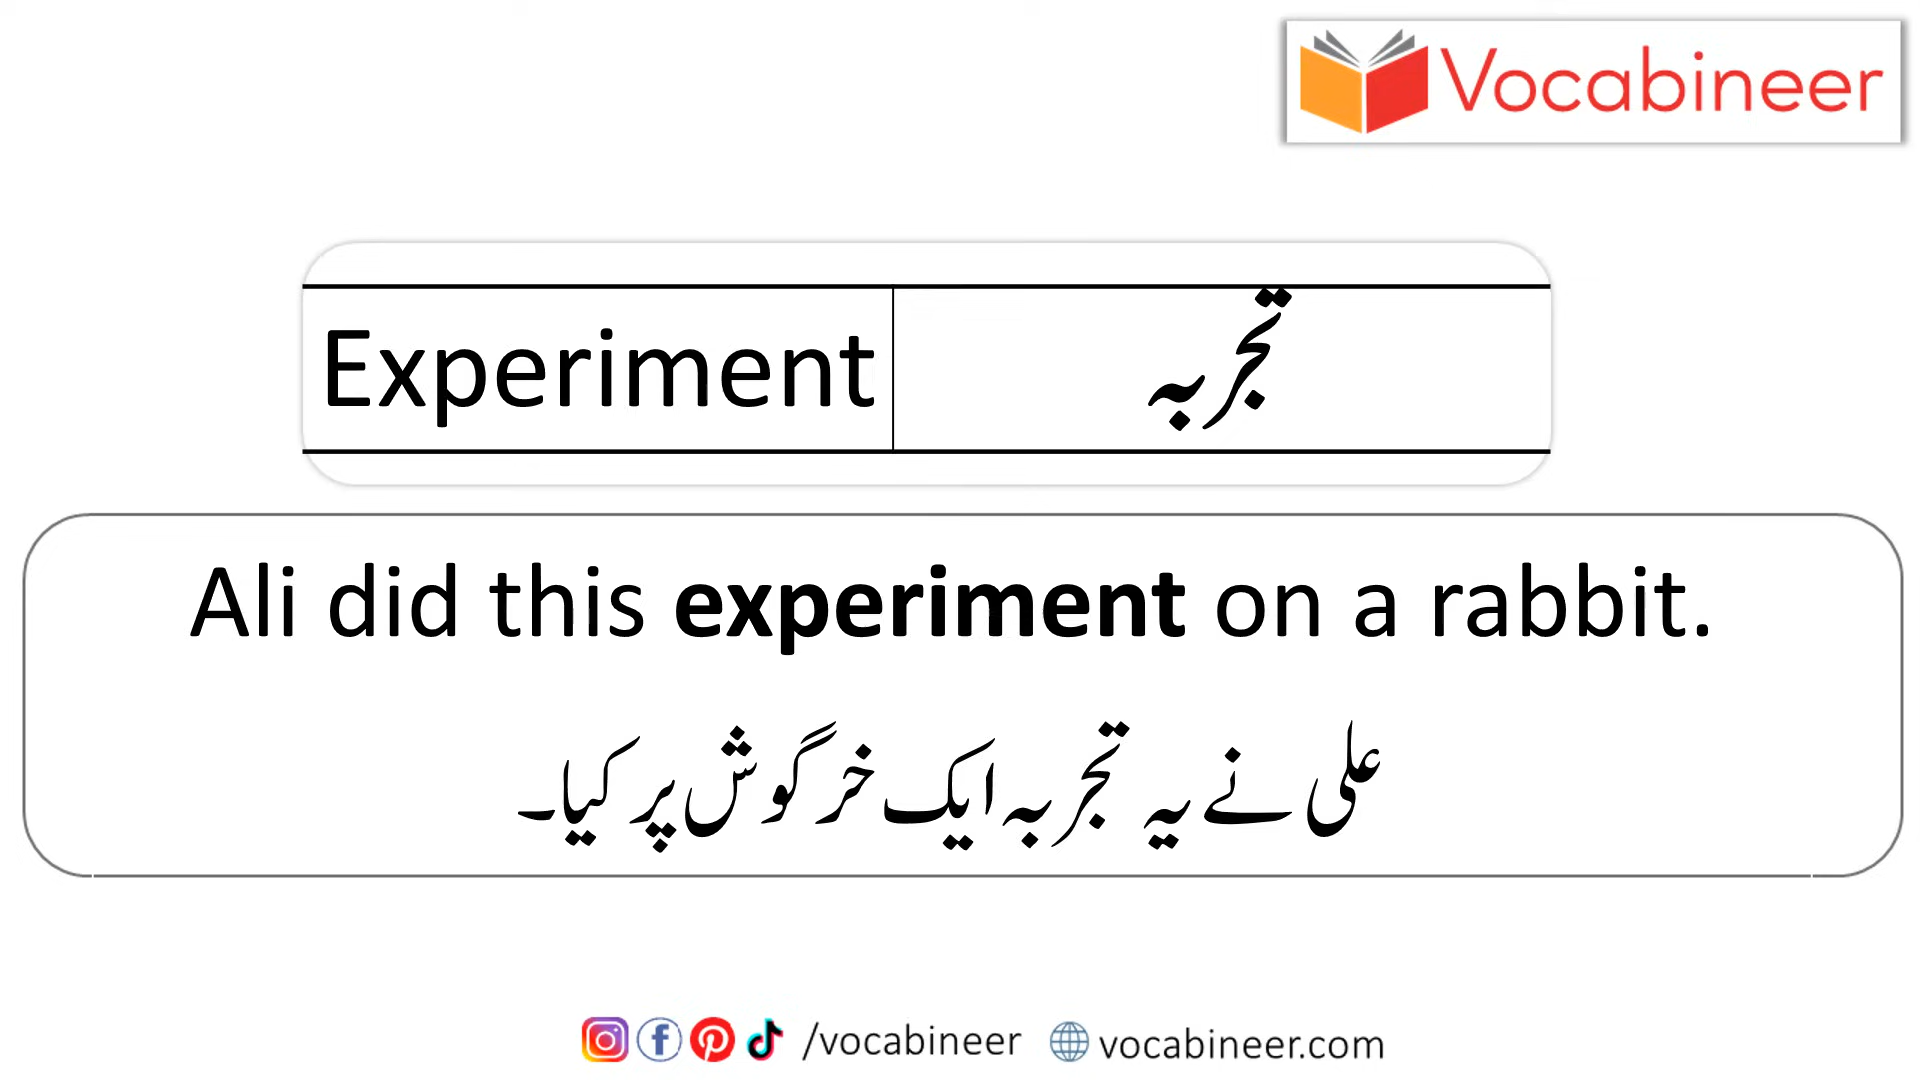 Vocabineer
Experiment تجربہ
Ali did this experiment on a rabbit.
علی نے یہ تجربہ ایک خرگوش پر کیا۔
/vocabineer vocabineer.com